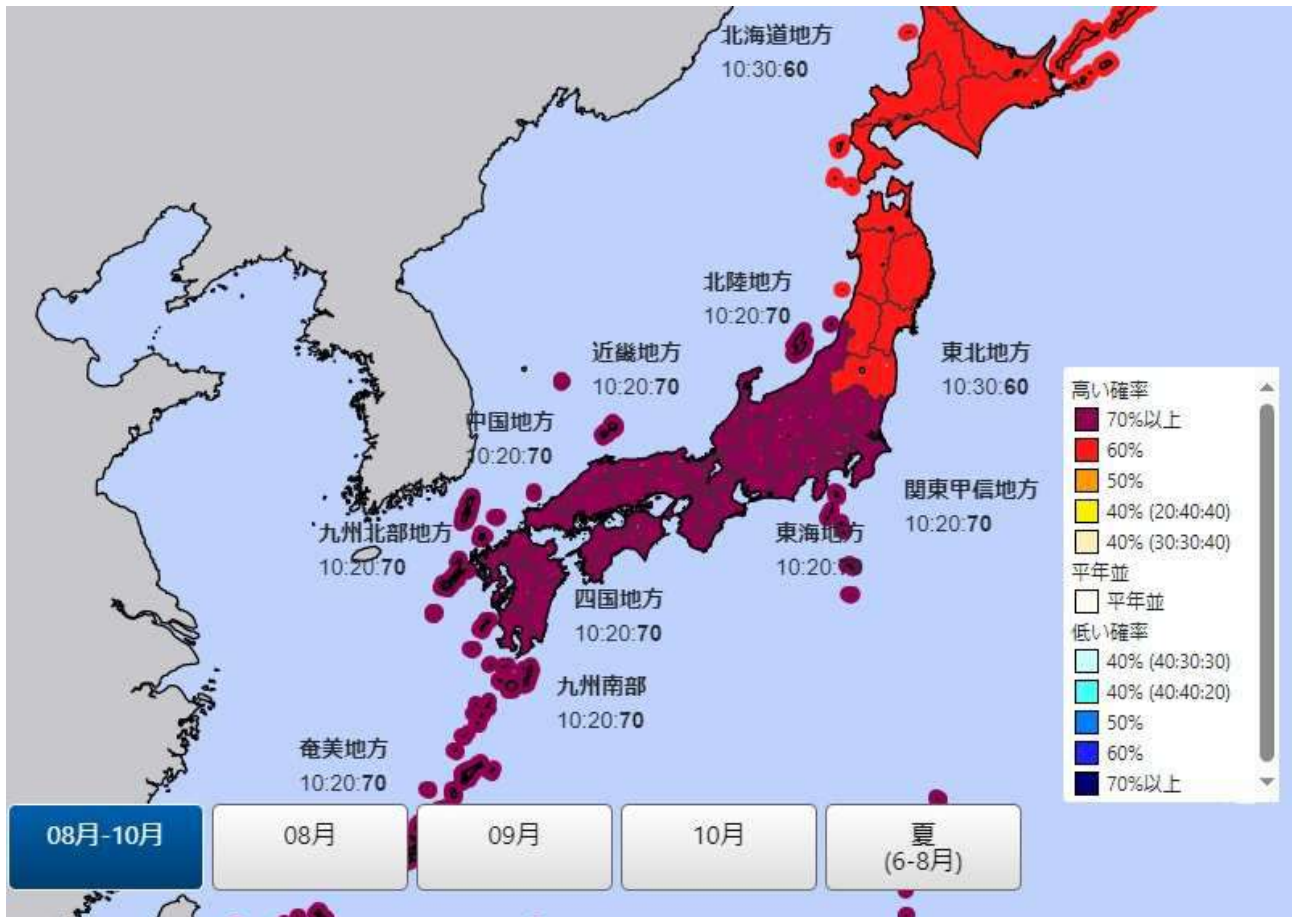 北海道地方
10:30:60
北陸地方
10:20:70
近畿地方
10:20:70
東北地方
10:30:60
中国地方
10:20:70
関東甲信地方
10:20:70
九州北部地方
10:20:70
東海地方
10:20:70
四国地方
10:20:70
九州南部
10:20:70
奄美地方
10:20:70
高い確率
70%以上
60%
50%
40% (20:40:40)
40% (30:30:40)
平年並
平年並
低い確率
40% (40:30:30)
40% (40:40:20)
50%
60%
70%以上
08月-10月
08月
09月
10月
夏
(6-8月)